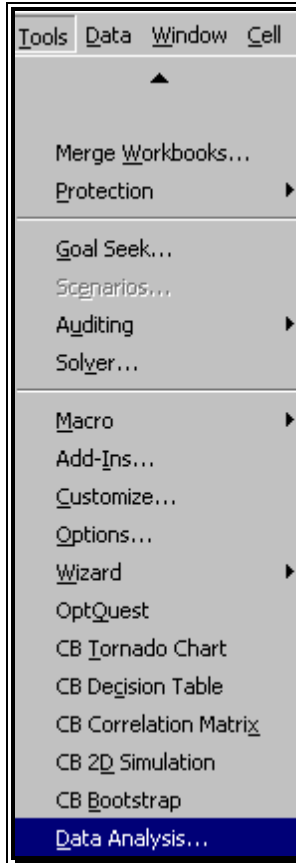 Tools Data Window Cell
Merge Workbooks...
Protection
Goal Seek...
Scenarios...
Auditing
Solver...
Macro
Add-Ins...
Customize...
Options...
Wizard
OptQuest
CB Tornado Chart
CB Decision Table
CB Correlation Matrix
CB 2D Simulation
CB Bootstrap
Data Analysis...